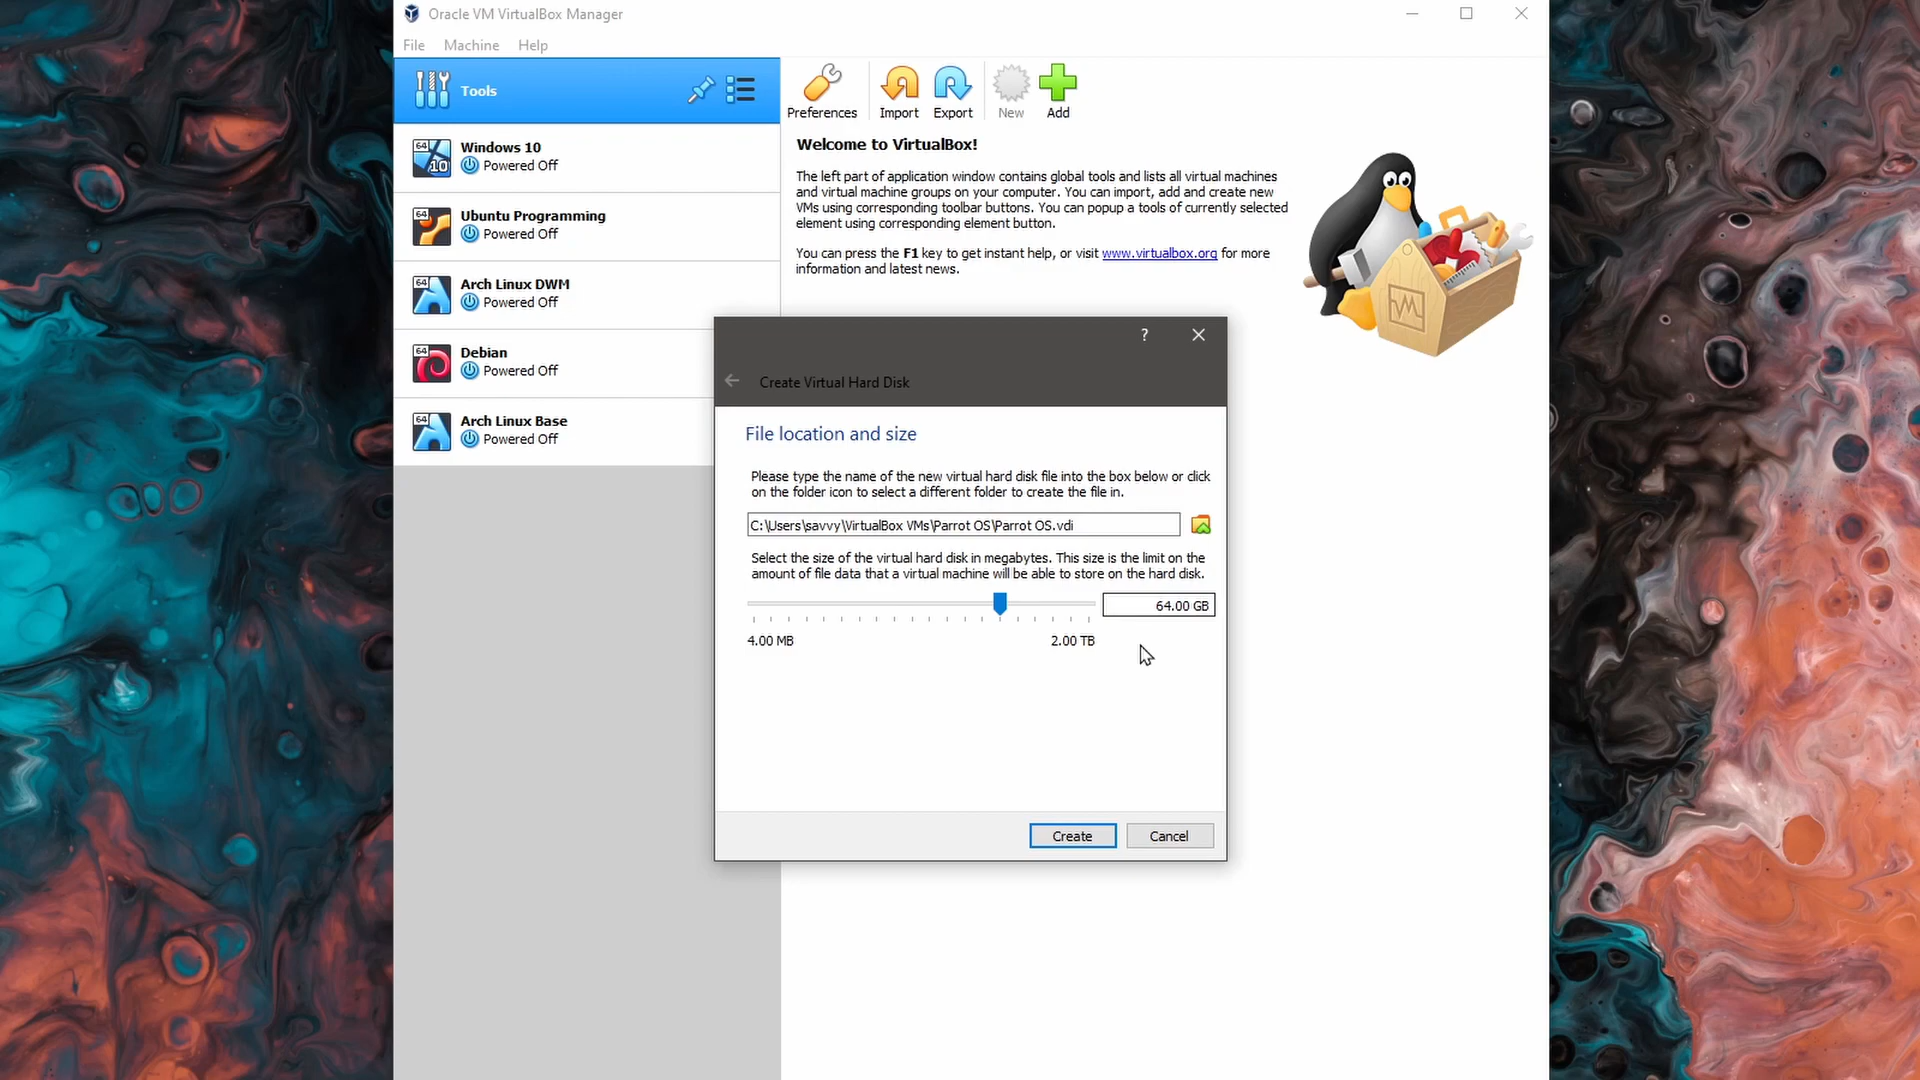 Oracle VM VirtualBox Manager
File Machine Help
Tools
Preferences
Import
Export
New
Add
64
10
Windows 10
Powered Off
64
Ubuntu Programming
Powered Off
64
Arch Linux DWM
Powered Off
64
Debian
Powered Off
64
Arch Linux Base
Powered Off
Welcome to VirtualBox!
The left part of application window contains global tools and lists all virtual machines
and virtual machine groups on your computer. You can import, add and create new
VMs using corresponding toolbar buttons. You can popup a tools of currently selected
element using corresponding element button.
You can press the F1 key to get instant help, or visit www.virtualbox.org for more
information and latest news.
?
Create Virtual Hard Disk
File location and size
Please type the name of the new virtual hard disk file into the box below or click
on the folder icon to select a different folder to create the file in.
C:\Users\savvy\VirtualBox VMs\Parrot OS\Parrot OS.vdi
Select the size of the virtual hard disk in megabytes. This size is the limit on the
amount of file data that a virtual machine will be able to store on the hard disk.
64.00 GB
4.00 MB
2.00 TB
Create
Cancel